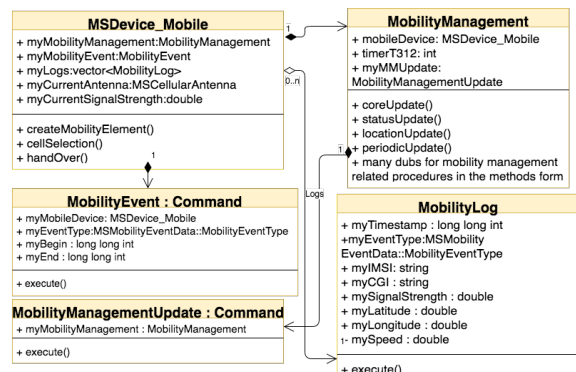 MSDevice_Mobile
+ myMobilityManagement:MobilityManagement
+ myMobilityEvent:MobilityEvent
+ myLogs:vector<MobilityLog>
+ myCurrentAntenna:MSCellularAntenna
+ myCurrentSignalStrength:double
+ createMobilityElement()
+ cellSelection()
+ handOver()
1
0..n
1
MobilityManagement
+ mobileDevice: MSDevice_Mobile
+ timerT312: int
+ myMMUpdate:
MobilityManagementUpdate
+ coreUpdate()
+ statusUpdate()
+ locationUpdate()
+ periodicUpdate()
+ many dubs for mobility management
related procedures in the methods form
1
Logs
MobilityEvent : Command
+ myMobileDevice: MSDevice_Mobile
+ myEventType:MSMobilityEventData::MobilityEventType
+ myBegin : long long int
+ myEnd : long long int
+ execute()
MobilityManagementUpdate : Command
+ myMobilityManagement : MobilityManagement
+ execute()
MobilityLog
+ myTimestamp : long long int
+myEventType:MSMobility
EventData::MobilityEventType
+ myIMSI: string
+ myCGI: string
+ mySignalStrength : double
+ myLatitude : double
+ myLongitude : double
1- mySpeed : double
+ execute()